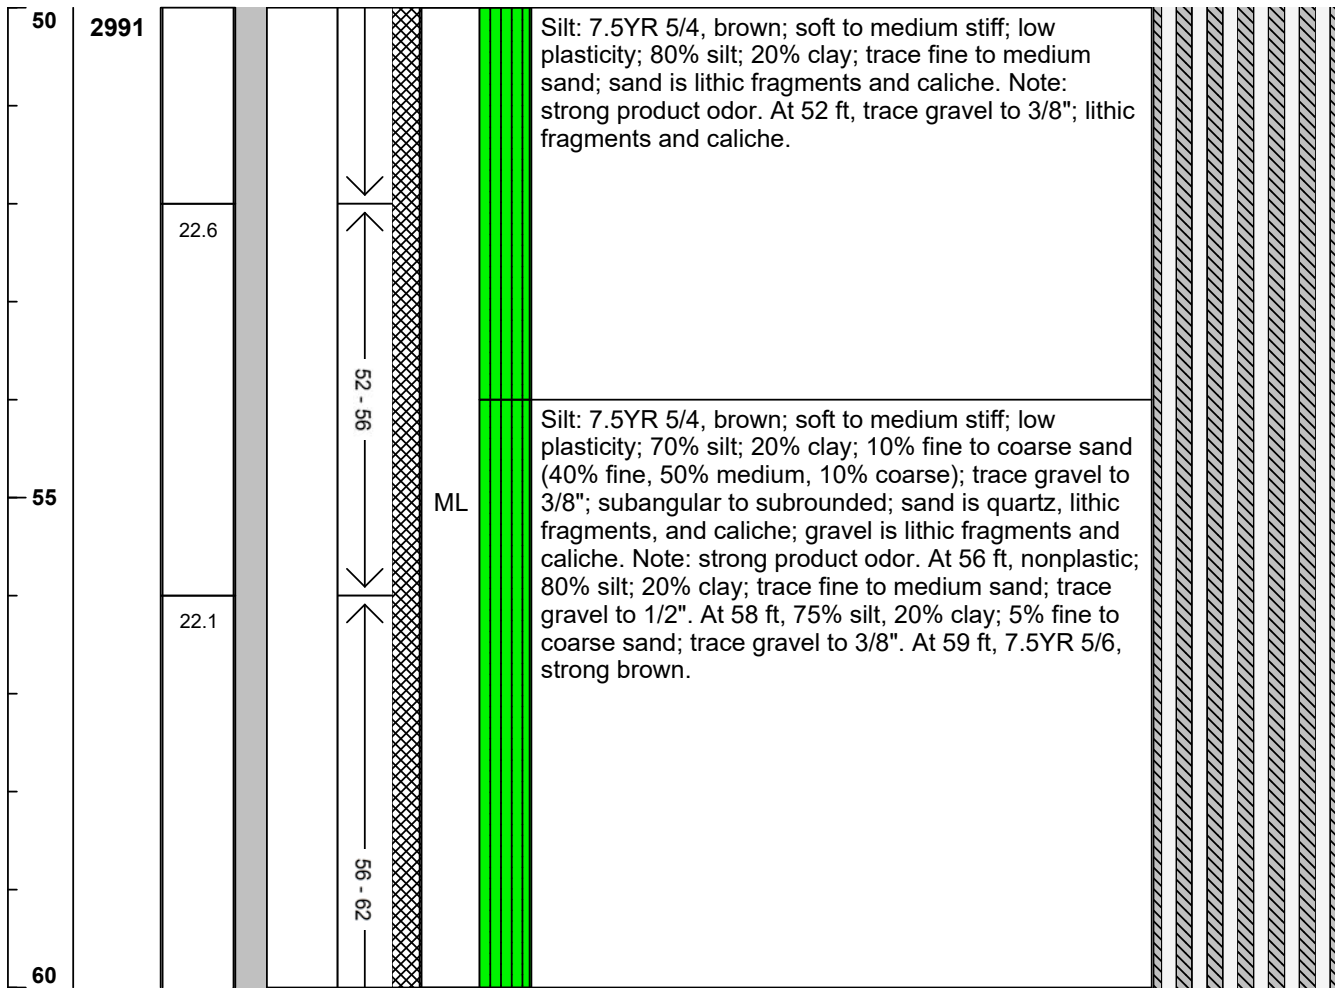 50
2991
Silt: 7.5YR 5/4, brown; soft to medium stiff; low
plasticity; 80% silt; 20% clay; trace fine to medium
sand; sand is lithic fragments and caliche. Note:
strong product odor. At 52 ft, trace gravel to 3/8"; lithic
fragments and caliche.
22.6
52 - 56
Silt: 7.5YR 5/4, brown; soft to medium stiff; low
plasticity; 70% silt; 20% clay; 10% fine to coarse sand
(40% fine, 50% medium, 10% coarse); trace gravel to
3/8"; subangular to subrounded; sand is quartz, lithic
fragments, and caliche; gravel is lithic fragments and
caliche. Note: strong product odor. At 56 ft, nonplastic;
80% silt; 20% clay; trace fine to medium sand; trace
gravel to 1/2". At 58 ft, 75% silt, 20% clay; 5% fine to
coarse sand; trace gravel to 3/8". At 59 ft, 7.5YR 5/6,
strong brown.
55
ML
22.1
56 - 62
60